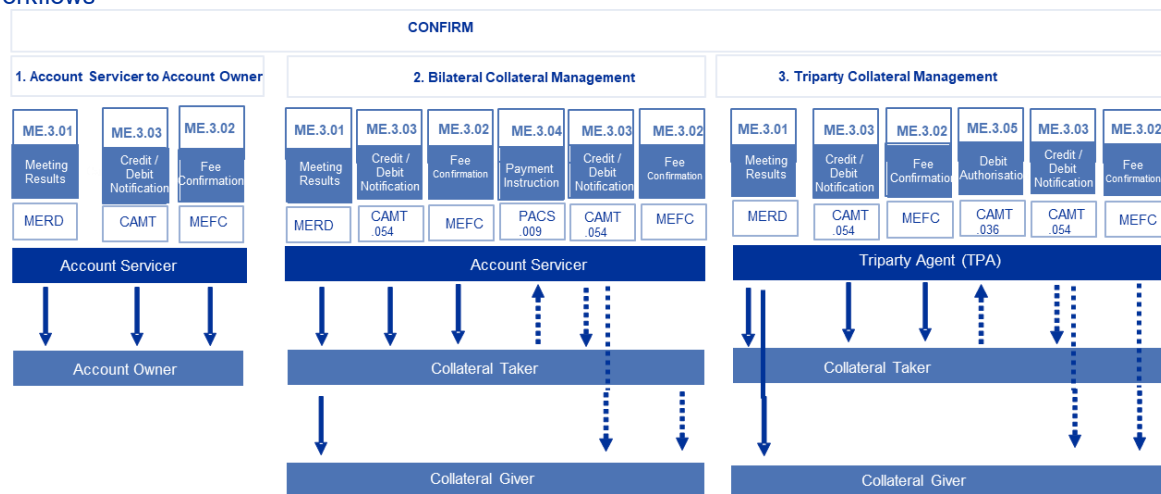 CONFIRM
1. Account Servicer to Account Owner
2. Bilateral Collateral Management
3. Triparty Collateral Management
ME.3.01
Meeting
Results
MERD
ME.3.03
Credit /
Debit
Notification
CAMT
ME.3.02
Fee
Confirmation
MEFC
Account Servicer
Account Owner
ME.3.01
Meeting
Results
MERD
ME.3.03
Credit /
Debit
Notification
CAMT
.054
ME.3.02
Fee
Confirmation
MEFC
ME.3.04
Payment
Instruction
PACS
.009
ME.3.03
Credit /
Debit
Notification
CAMT
.054
ME.3.02
Fee
Confirmation
MEFC
Account Servicer
Collateral Taker
Collateral Giver
ME.3.01
Meeting
Results
MERD
ME.3.03
Credit /
Debit
Notification
CAMT
.054
ME.3.02
Fee
Confirmation
MEFC
ME.3.05
Debit
Authorisatio
CAMT
.036
ME.3.03
Credit /
Debit
Notification
CAMT
.054
ME.3.02
Fee
Confirmation
MEFC
Triparty Agent (TPA)
Collateral Taker
Collateral Giver